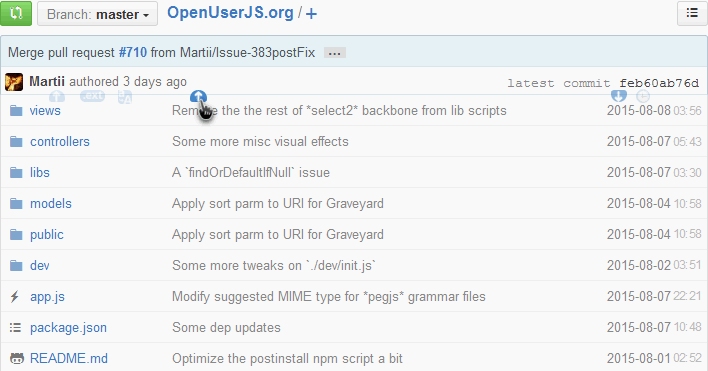 Branch: master OpenUserJS.org / +
Merge pull request #710 from Martii/Issue-383postFix ...
Martii authored 3 days ago latest commit feb60ab76d
.ext
views Remove the the rest of *select2* backbone from lib scripts 2015-08-08 03:56
controllers Some more misc visual effects 2015-08-07 05:43
libs A `findOrDefaultIfNull` issue 2015-08-07 03:30
models Apply sort parm to URI for Graveyard 2015-08-04 10:58
public Apply sort parm to URI for Graveyard 2015-08-04 10:58
dev Some more tweaks on `./dev/init.js` 2015-08-02 03:51
app.js Modify suggested MIME type for *pegjs* grammar files 2015-08-07 22:21
package.json Some dep updates 2015-08-07 10:48
README.md Optimize the postinstall npm script a bit 2015-08-01 02:52